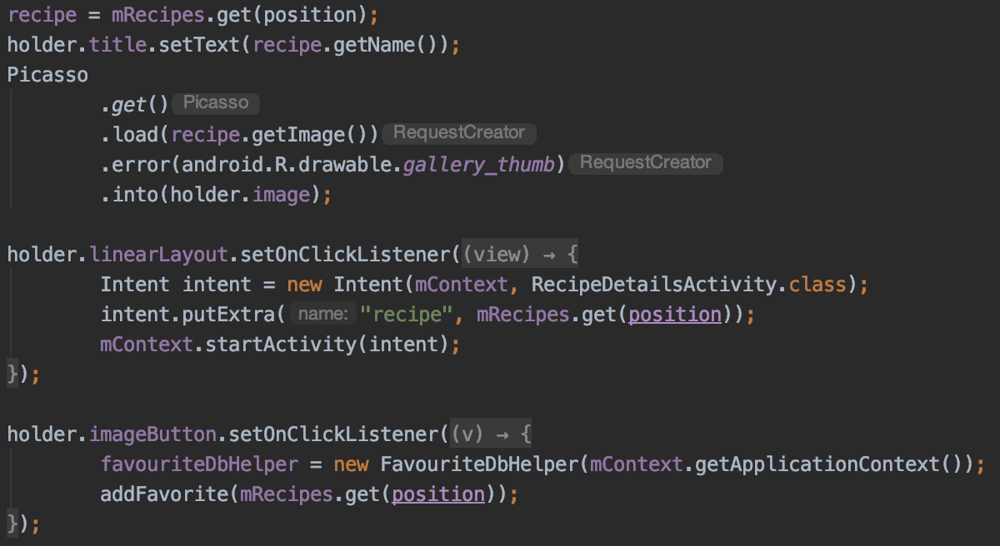 recipe = mRecipes.get(position);
holder.title.setText(recipe.getName());
Picasso
.get() Picasso
.load(recipe.getImage()) RequestCreator
.error(android.R.drawable.gallery_thumb) RequestCreator
.into(holder.image);
holder.linearLayout.setOnClickListener((view) → {
Intent intent = new Intent(mContext, RecipeDetailsActivity.class);
intent.putExtra( name: "recipe", mRecipes.get(position));
mContext.startActivity(intent);
});
holder.imageButton.setOnClickListener((v) → {
favouriteDbHelper = new FavouriteDbHelper(mContext.getApplicationContext());
addFavorite(mRecipes.get(position));
});